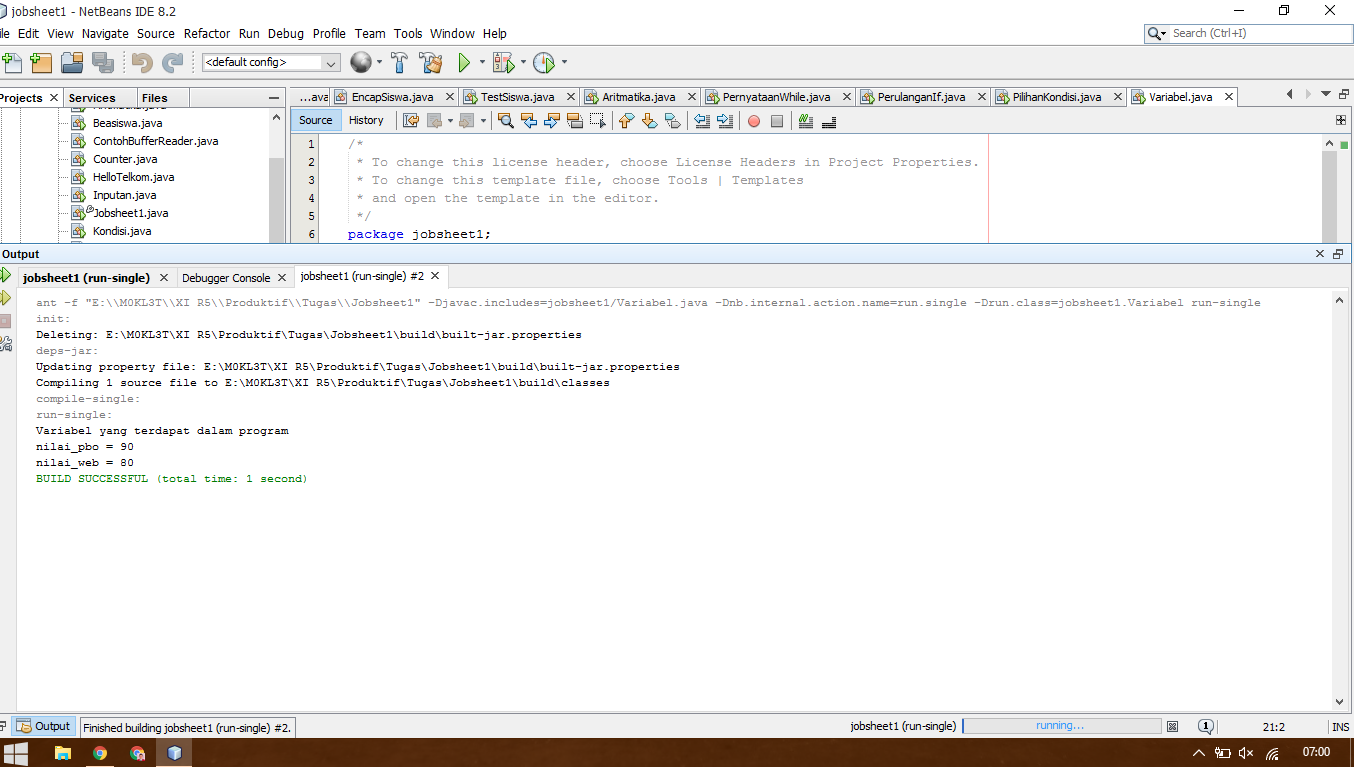 jobsheet1 - NetBeans IDE 8.2
ile Edit View Navigate Source Refactor Run Debug Profile Team Tools Window Help
Search (Ctrl+I)
<default config>
Projects Services Files
...ava EncapSiswa.java TestSiswa.java Aritmatika.java PernyataanWhile.java PerulanganIf.java PilihanKondisi.java Variabel.java
Beasiswa.java
ContohBufferReader.java
Counter.java
HelloTelkom.java
Inputan.java
Jobsheet1.java
Kondisi.java
Source History
1 /*
2 * To change this license header, choose License Headers in Project Properties.
3 * To change this template file, choose Tools | Templates
4 * and open the template in the editor.
5 */
6 package jobsheet1;
Output
jobsheet1 (run-single) Debugger Console jobsheet1 (run-single) #2
ant -f "E:\\M0KL3T\\XI R5\\Produktif\\Tugas\\Jobsheet1" -Djavac.includes=jobsheet1/Variabel.java -Dnb.internal.action.name=run.single -Drun.class=jobsheet1.Variabel run-single
init:
Deleting: E:\M0KL3T\XI R5\Produktif\Tugas\Jobsheet1\build\built-jar.properties
deps-jar:
Updating property file: E:\M0KL3T\XI R5\Produktif\Tugas\Jobsheet1\build\built-jar.properties
Compiling 1 source file to E:\M0KL3T\XI R5\Produktif\Tugas\Jobsheet1\build\classes
compile-single:
run-single:
Variabel yang terdapat dalam program
nilai_pbo = 90
nilai_web = 80
BUILD SUCCESSFUL (total time: 1 second)
Output
Finished building jobsheet1 (run-single) #2.
jobsheet1 (run-single) running... 1 21:2 INS
07:00